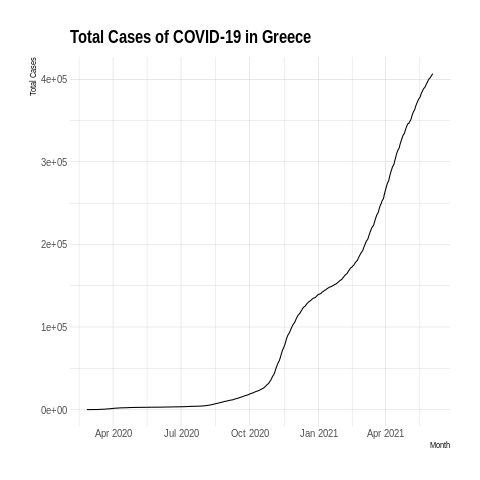 Total Cases of COVID-19 in Greece
Total Cases
4e+05
3e+05
2e+05
1e+05
0e+00
Apr 2020 Jul 2020 Oct 2020 Jan 2021 Apr 2021
Month